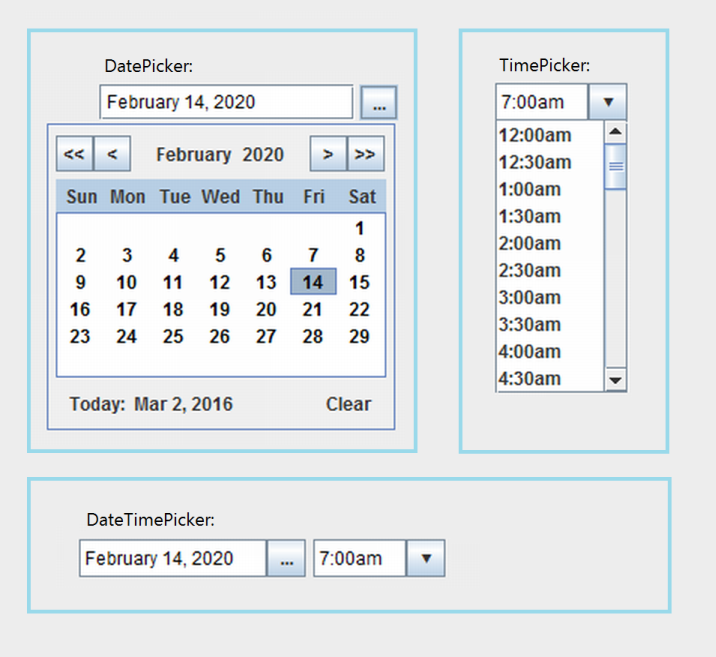 DatePicker:
February 14, 2020 ...
<< < February 2020 > >>
Sun Mon Tue Wed Thu Fri Sat
1
2 3 4 5 6 7 8
9 10 11 12 13 14 15
16 17 18 19 20 21 22
23 24 25 26 27 28 29
Today: Mar 2, 2016 Clear
TimePicker:
7:00am
12:00am
12:30am
1:00am
1:30am
2:00am
2:30am
3:00am
3:30am
4:00am
4:30am
DateTimePicker:
February 14, 2020 ... 7:00am